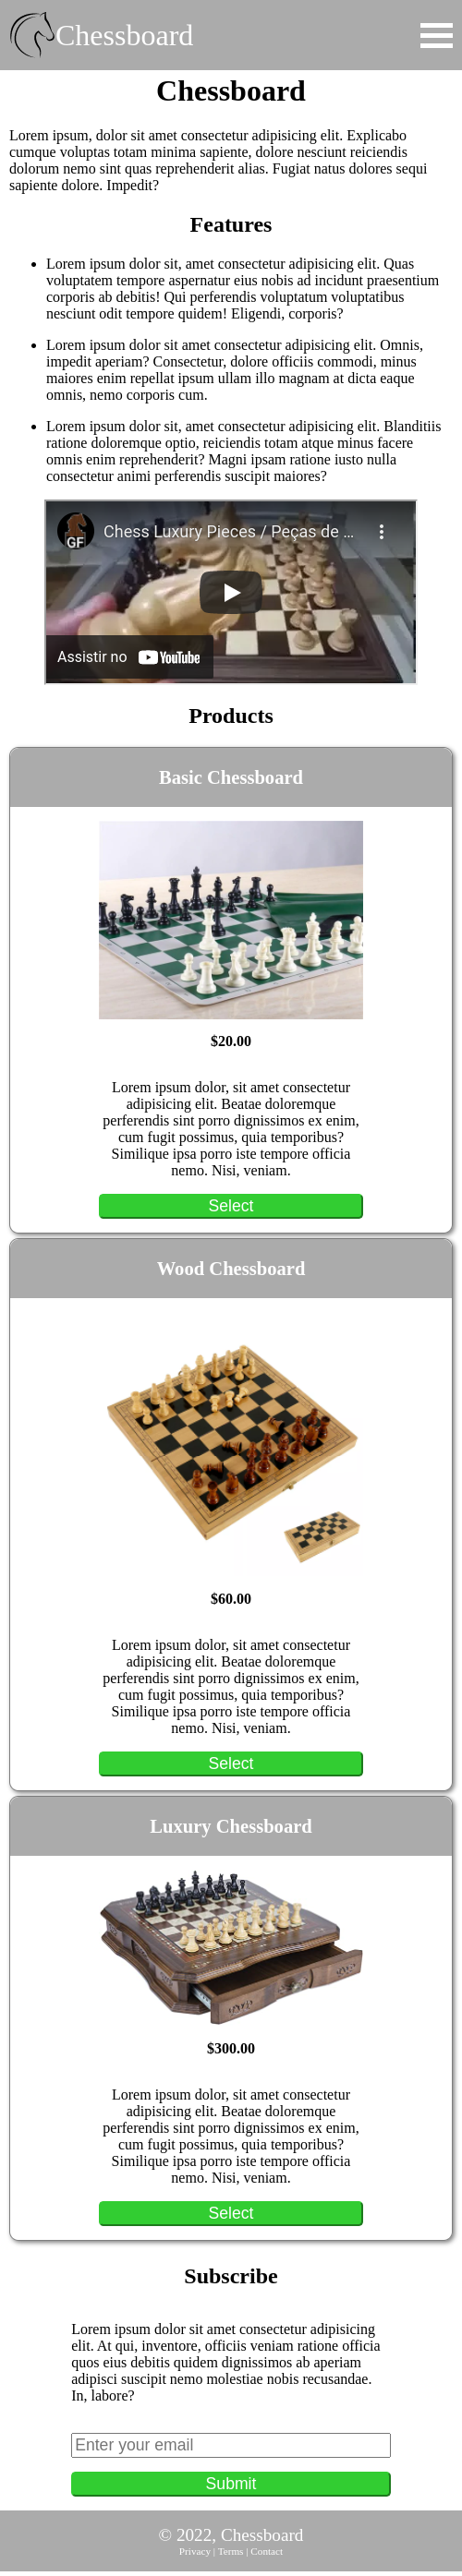 Chessboard
Chessboard
Lorem ipsum, dolor sit amet consectetur adipisicing elit. Explicabo
cumque voluptas totam minima sapiente, dolore nesciunt reiciendis
dolorum nemo sint quas reprehenderit alias. Fugiat natus dolores sequi
sapiente dolore. Impedit?
Features
• Lorem ipsum dolor sit, amet consectetur adipisicing elit. Quas
voluptatem tempore aspernatur eius nobis ad incidunt praesentium
corporis ab debitis! Qui perferendis voluptatum voluptatibus
nesciunt odit tempore quidem! Eligendi, corporis?
• Lorem ipsum dolor sit amet consectetur adipisicing elit. Omnis,
impedit aperiam? Consectetur, dolore officiis commodi, minus
maiores enim repellat ipsum ullam illo magnam at dicta eaque
omnis, nemo corporis cum.
• Lorem ipsum dolor sit, amet consectetur adipisicing elit. Blanditiis
ratione doloremque optio, reiciendis totam atque minus facere
omnis enim reprehenderit? Magni ipsam ratione iusto nulla
consectetur animi perferendis suscipit maiores?
GF
Chess Luxury Pieces / Peças de ...
Assistir no YouTube
Products
Basic Chessboard
$20.00
Lorem ipsum dolor, sit amet consectetur
adipisicing elit. Beatae doloremque
perferendis sint porro dignissimos ex enim,
cum fugit possimus, quia temporibus?
Similique ipsa porro iste tempore officia
nemo. Nisi, veniam.
Select
Wood Chessboard
$60.00
Lorem ipsum dolor, sit amet consectetur
adipisicing elit. Beatae doloremque
perferendis sint porro dignissimos ex enim,
cum fugit possimus, quia temporibus?
Similique ipsa porro iste tempore officia
nemo. Nisi, veniam.
Select
Luxury Chessboard
$300.00
Lorem ipsum dolor, sit amet consectetur
adipisicing elit. Beatae doloremque
perferendis sint porro dignissimos ex enim,
cum fugit possimus, quia temporibus?
Similique ipsa porro iste tempore officia
nemo. Nisi, veniam.
Select
Subscribe
Lorem ipsum dolor sit amet consectetur adipisicing
elit. At qui, inventore, officiis veniam ratione officia
quos eius debitis quidem dignissimos ab aperiam
adipisci suscipit nemo molestiae nobis recusandae.
In, labore?
Enter your email
Submit
© 2022, Chessboard
Privacy | Terms | Contact